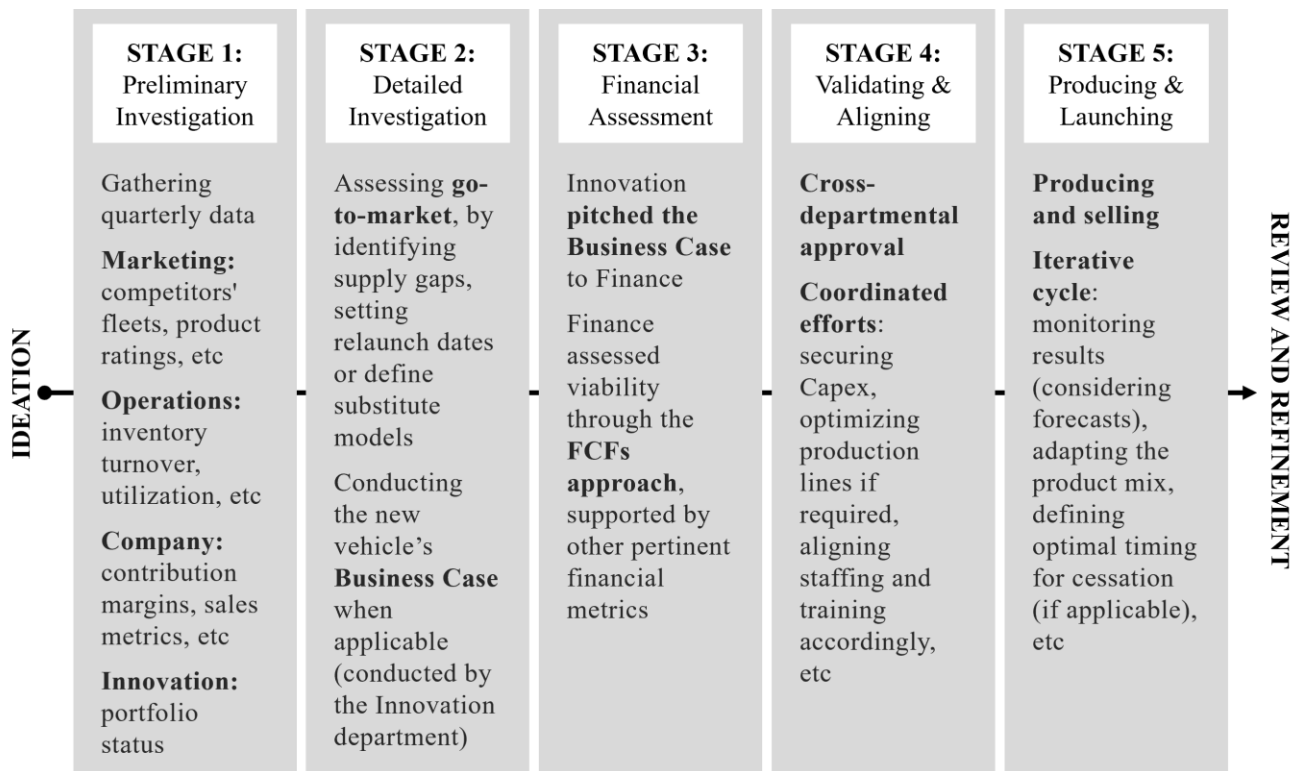 IDEATION
STAGE 1:
Preliminary
Investigation
Gathering
quarterly data
Marketing:
competitors'
fleets, product
ratings, etc
Operations:
inventory
turnover,
utilization, etc
Company:
contribution
margins, sales
metrics, etc
Innovation:
portfolio
status
STAGE 2:
Detailed
Investigation
Assessing go-
to-market, by
identifying
supply gaps,
setting
relaunch dates
or define
substitute
models
Conducting
the new
vehicle’s
Business Case
when
applicable
(conducted by
the Innovation
department)
STAGE 3:
Financial
Assessment
Innovation
pitched the
Business Case
to Finance
Finance
assessed
viability
through the
FCFs
approach,
supported by
other pertinent
financial
metrics
STAGE 4:
Validating &
Aligning
Cross-
departmental
approval
Coordinated
efforts:
securing
Capex,
optimizing
production
lines if
required,
aligning
staffing and
training
accordingly,
etc
STAGE 5:
Producing &
Launching
Producing
and selling
Iterative
cycle:
monitoring
results
(considering
forecasts),
adapting the
product mix,
defining
optimal timing
for cessation
(if applicable),
etc
REVIEW AND REFINEMENT